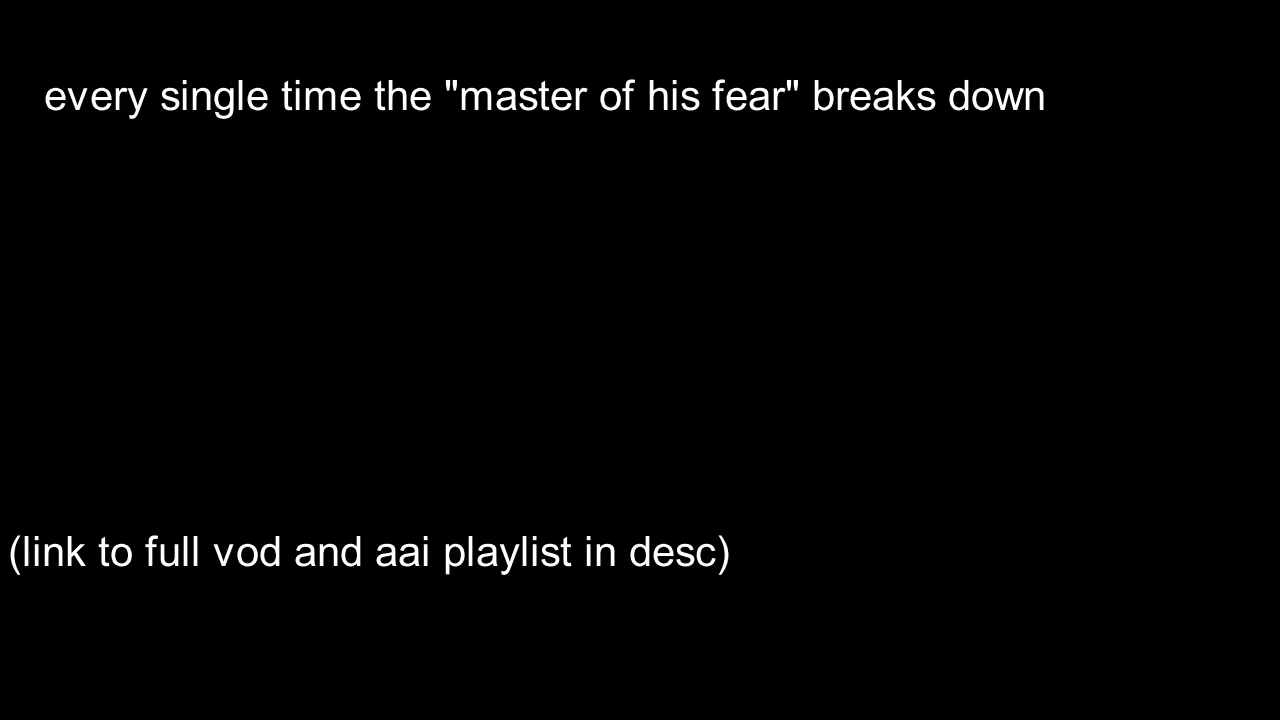 every single time the "master of his fear" breaks down
(link to full vod and aai playlist in desc)